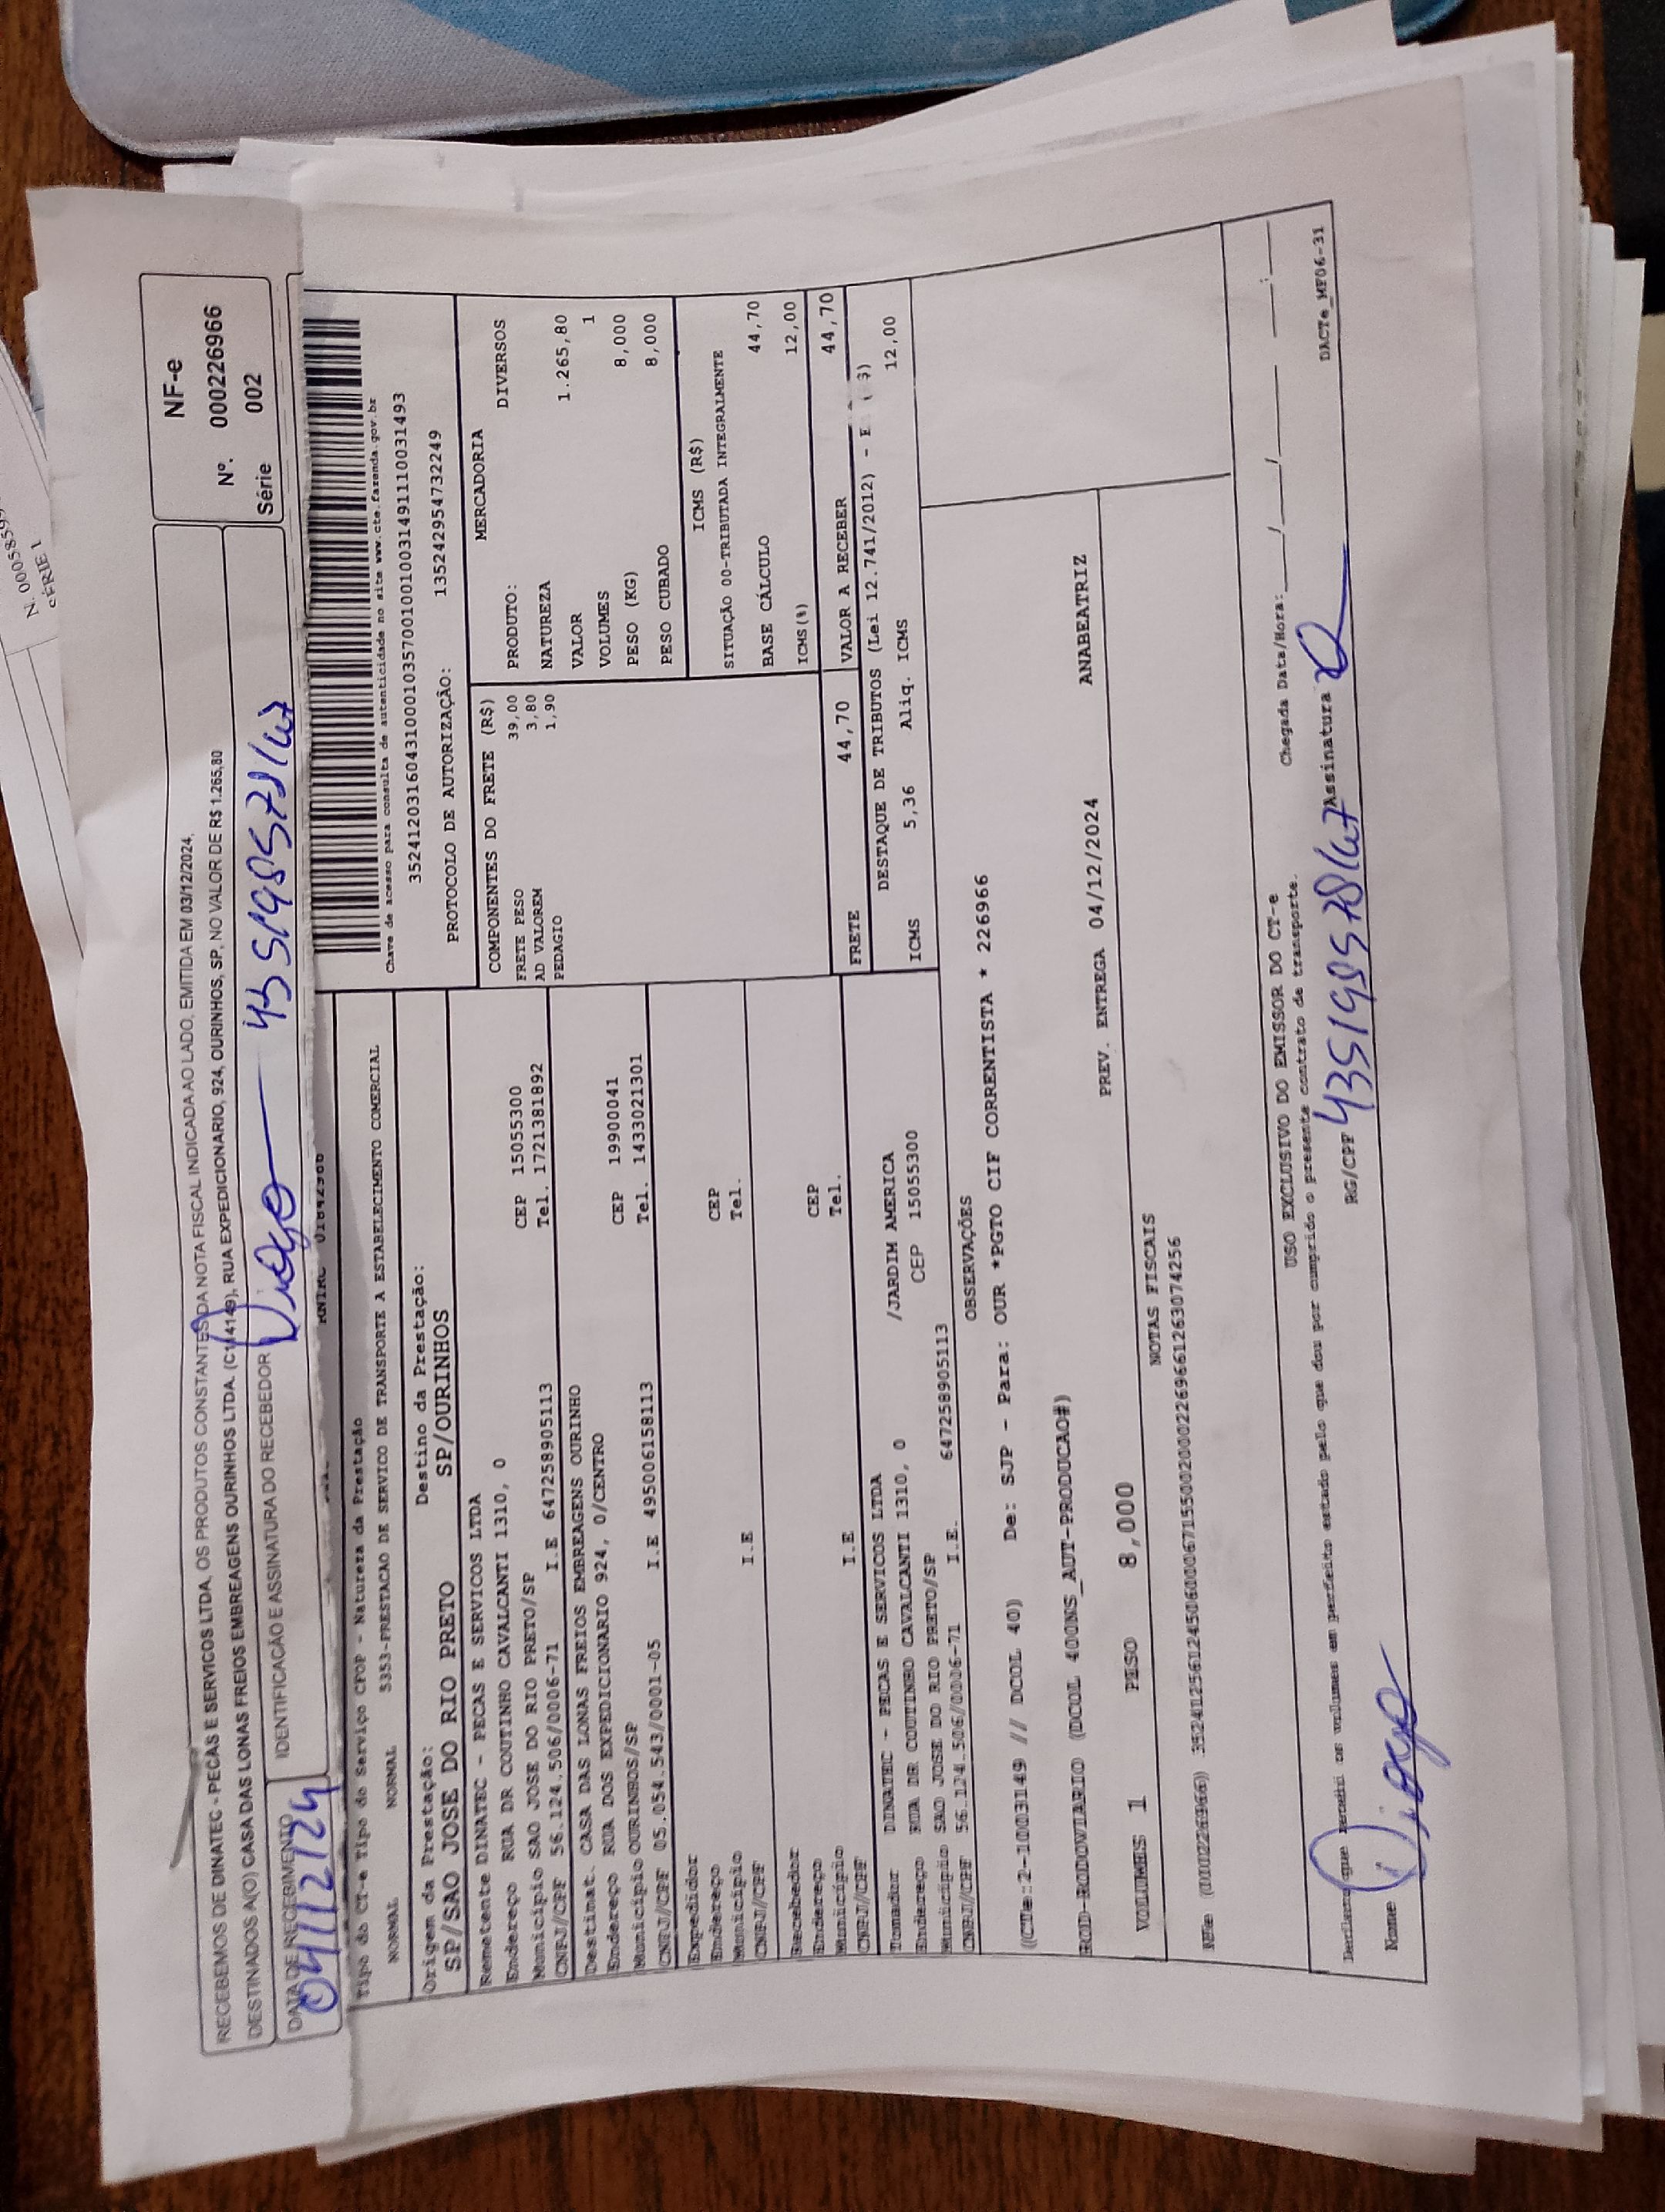 N. 00058599
SÉRIE 1
RECEBEMOS DE DINATEC - PECAS E SERVICOS LTDA, OS PRODUTOS CONSTANTES DA NOTA FISCAL INDICADA AO LADO, EMITIDA EM 03/12/2024,
DESTINADOS A(O) CASA DAS LONAS FREIOS EMBREAGENS OURINHOS LTDA. (C114149), RUA EXPEDICIONARIO, 924, OURINHOS, SP, NO VALOR DE R$ 1.265,80
DATA DE RECEBIMENTO
04/12/24
IDENTIFICAÇÃO E ASSINATURA DO RECEBEDOR
Diogo
NF-e
Nº. 000226966
Série 002
Tipo do CT-e Tipo do Serviço CFOP - Natureza da Prestação
NORMAL NORMAL 5353-PRESTACAO DE SERVICO DE TRANSPORTE A ESTABELECIMENTO COMERCIAL
Chave de acesso para consulta de autenticidade no site www.cte.fazenda.gov.br
35241203160431000103570010010031491110031493
PROTOCOLO DE AUTORIZAÇÃO: 135242954732249
Origem da Prestação: Destino da Prestação:
SP/SAO JOSE DO RIO PRETO SP/OURINHOS
Remetente DINATEC - PECAS E SERVICOS LTDA
Endereço RUA DR COUTINHO CAVALCANTI 1310, 0 CEP 15055300
Município SAO JOSE DO RIO PRETO/SP Tel. 1721381892
CNPJ/CPF 56.124.506/0006-71 I.E 647258905113
Destinat. CASA DAS LONAS FREIOS EMBREAGENS OURINHO
Endereço RUA DOS EXPEDICIONARIO 924, 0/CENTRO CEP 19900041
Município OURINHOS/SP Tel. 1433021301
CNPJ/CPF 05.054.543/0001-05 I.E 495006158113
Expedidor
Endereço CEP
Município Tel.
CNPJ/CPF I.E
Recebedor
Endereço CEP
Município Tel.
CNPJ/CPF I.E
Tomador DINATEC - PECAS E SERVICOS LTDA
Endereço RUA DR COUTINHO CAVALCANTI 1310, 0 /JARDIM AMERICA
Município SAO JOSE DO RIO PRETO/SP CEP 15055300
CNPJ/CPF 56.124.506/0006-71 I.E. 647258905113
COMPONENTES DO FRETE (R$)
FRETE PESO 39,00
AD VALOREM 3,80
PEDAGIO 1,90
MERCADORIA
PRODUTO: DIVERSOS
NATUREZA
VALOR 1.265,80
VOLUMES 1
PESO (KG) 8,000
PESO CUBADO 8,000
ICMS (R$)
SITUAÇÃO 00-TRIBUTADA INTEGRALMENTE
BASE CÁLCULO 44,70
ICMS(%) 12,00
FRETE 44,70 VALOR A RECEBER 44,70
DESTAQUE DE TRIBUTOS (Lei 12.741/2012) -
ICMS 5,36 Aliq. ICMS 12,00
OBSERVAÇÕES
(CTe:2-1003149 // DCOL 40) De: SJP - Para: OUR *PGTO CIF CORRENTISTA * 226966
ROD-RODOVIARIO (DCOL 400NS_AUT-PRODUCAO#) PREV. ENTREGA 04/12/2024 ANABEATRIZ
VOLUMES 1 PESO 8,000
NOTAS FISCAIS
NFe (000226966) 35241256124506000671550020002269661263074256
USO EXCLUSIVO DO EMISSOR DO CT-e
Declaro que recebi os volumes em perfeito estado pelo que dou por cumprido o presente contrato de transporte.
Chegada Data/Hora: ___/___/___ ___:___
Nome Diogo RG/CPF Assinatura
DACTe_MF06-31